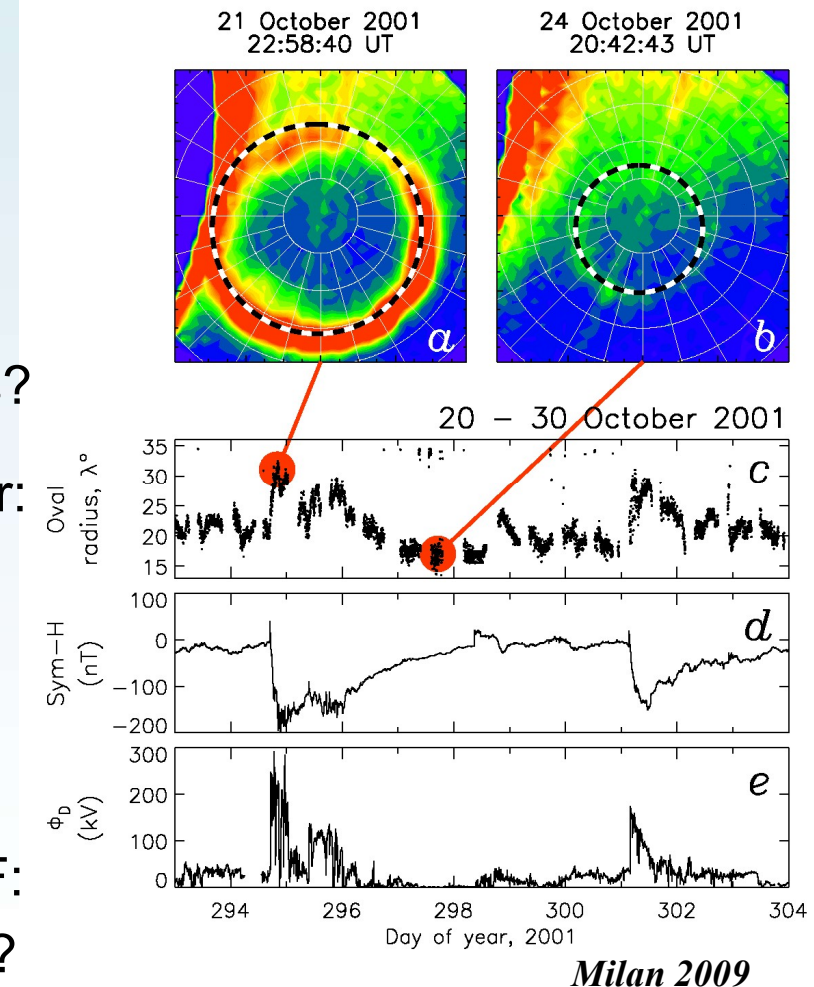 21 October 2001
22:58:40 UT
24 October 2001
20:42:43 UT
a
b
?
r:
F:
?
20 – 30 October 2001
35
30
25
20
15
Oval
radius, λ°
c
100
0
−100
−200
Sym−H
(nT)
d
300
200
100
0
Φ_D
(kV)
e
294 296 298 300 302 304
Day of year, 2001
Milan 2009